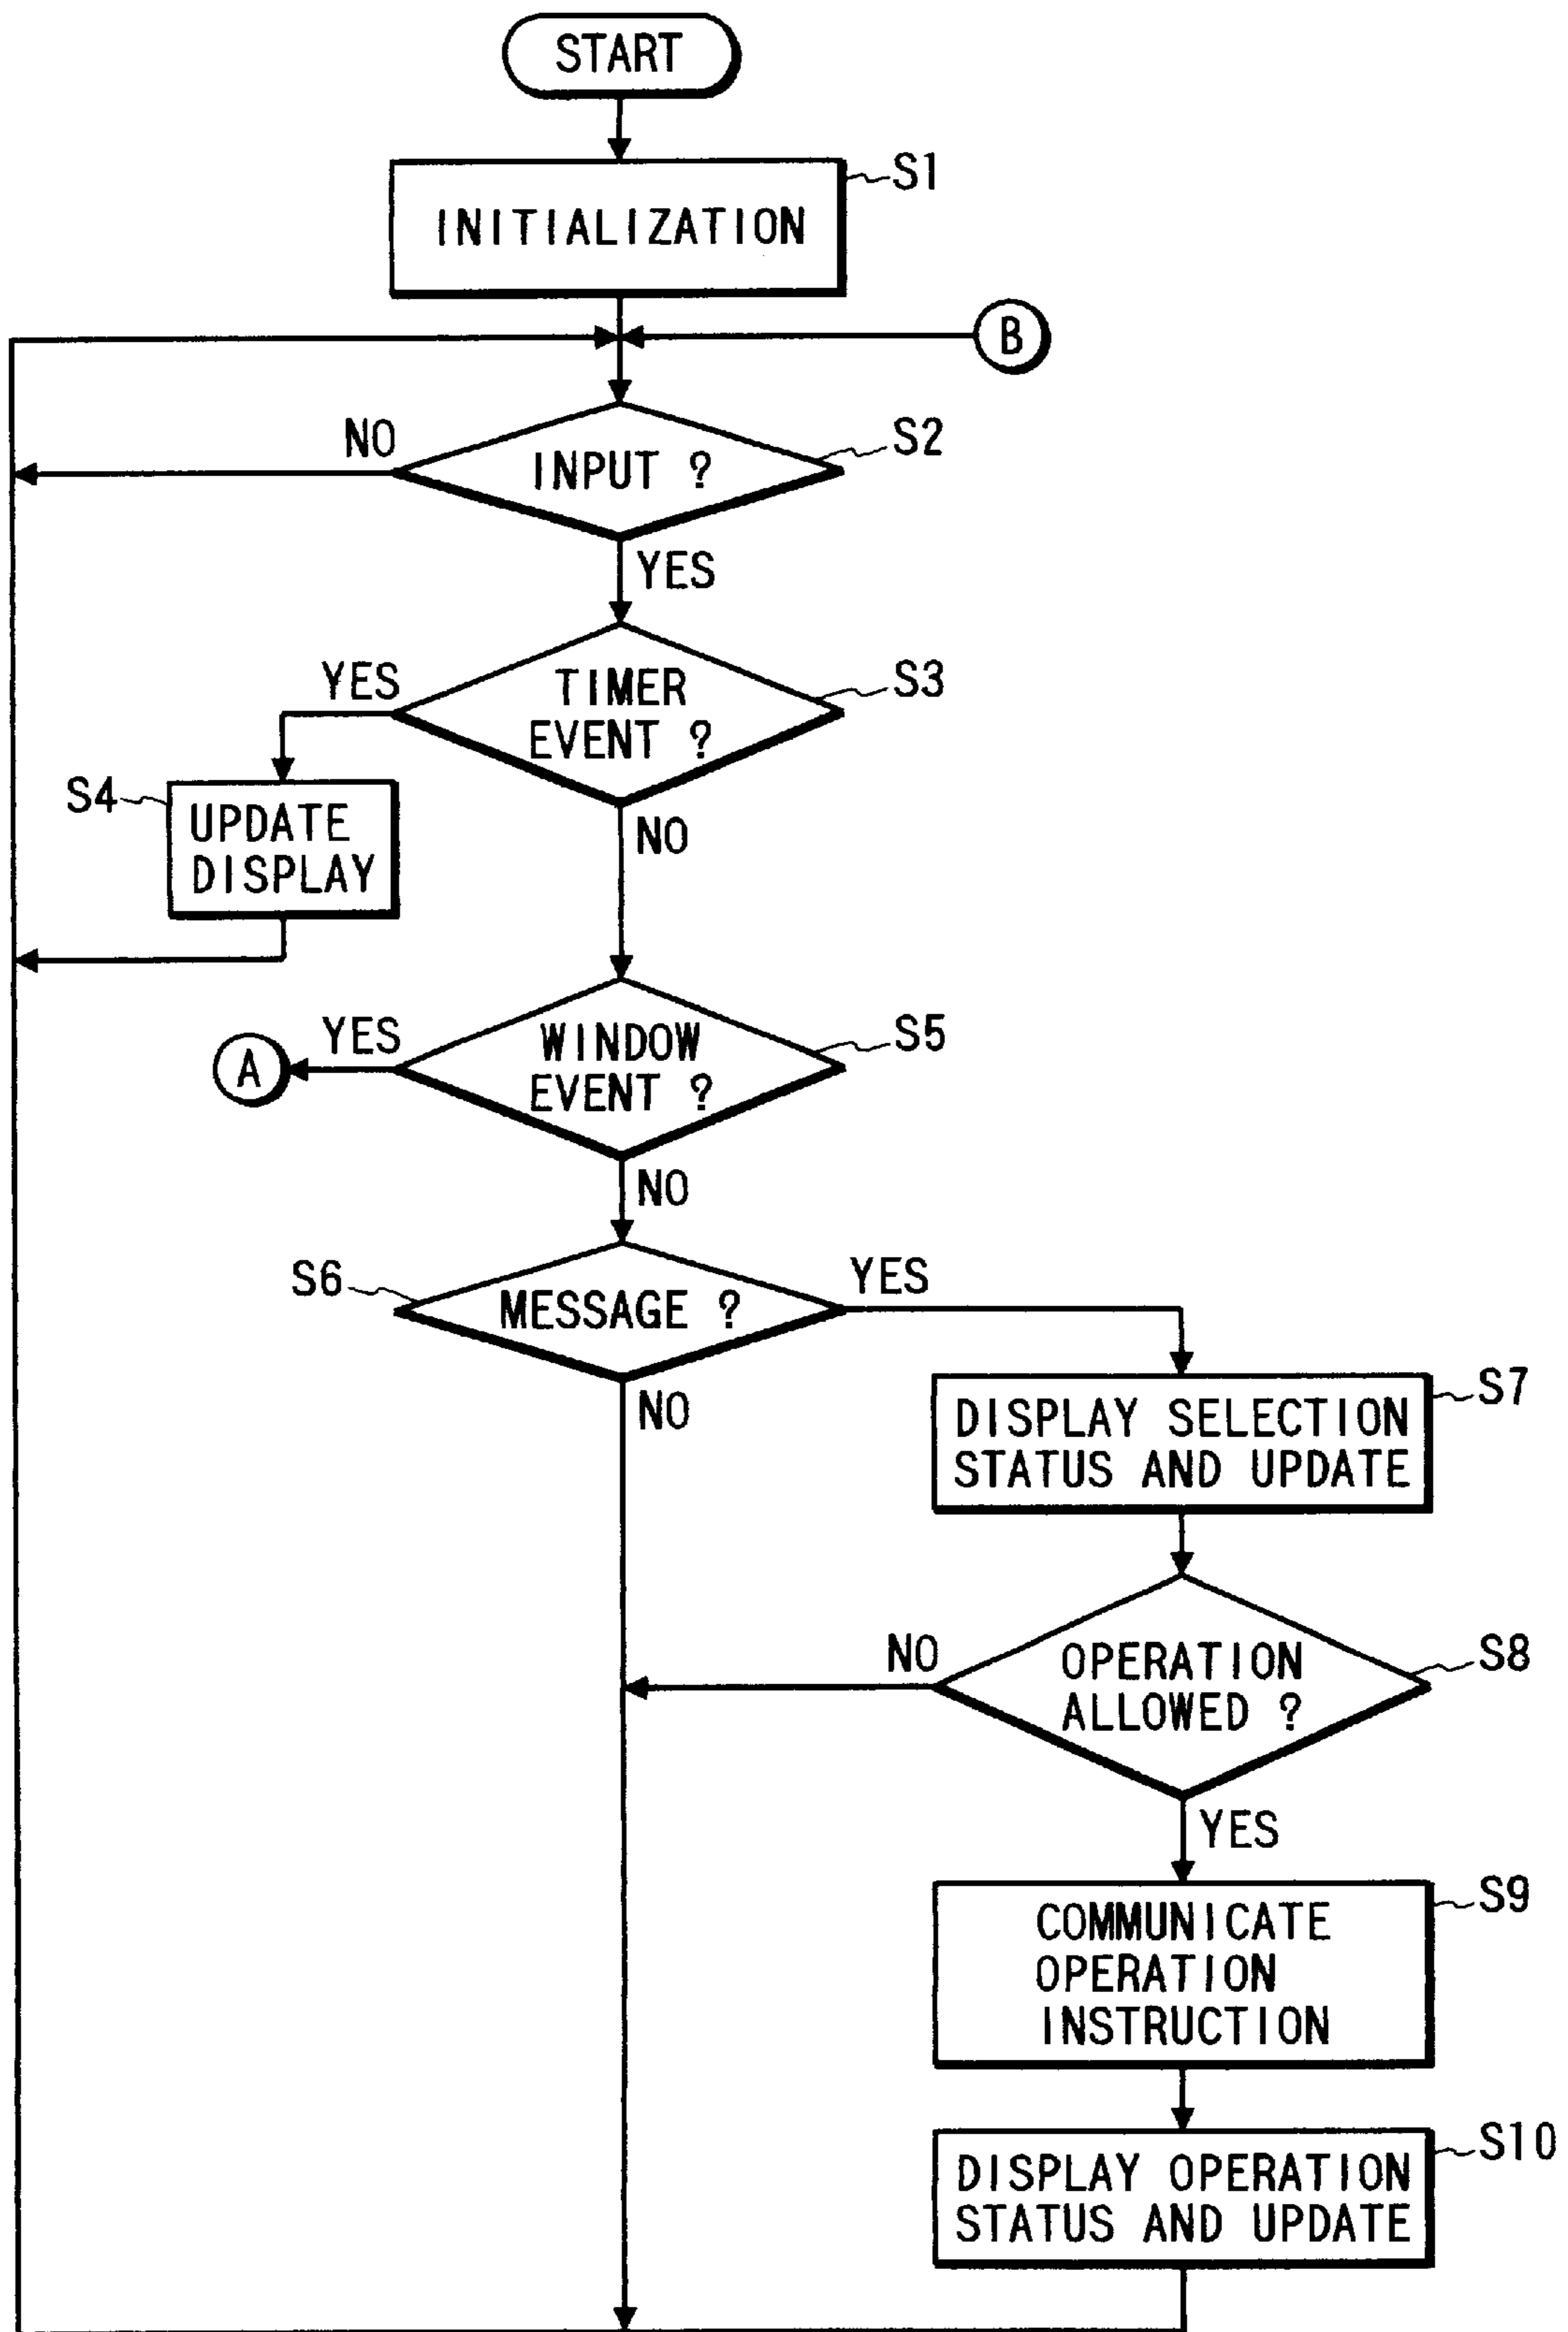 START
S1
INITIALIZATION
B
NO
S2
INPUT ?
YES
YES
S3
TIMER
EVENT ?
S4
UPDATE
DISPLAY
NO
YES
S5
A
WINDOW
EVENT ?
NO
S6
YES
MESSAGE ?
NO
S7
DISPLAY SELECTION
STATUS AND UPDATE
NO
S8
OPERATION
ALLOWED ?
YES
S9
COMMUNICATE
OPERATION
INSTRUCTION
S10
DISPLAY OPERATION
STATUS AND UPDATE